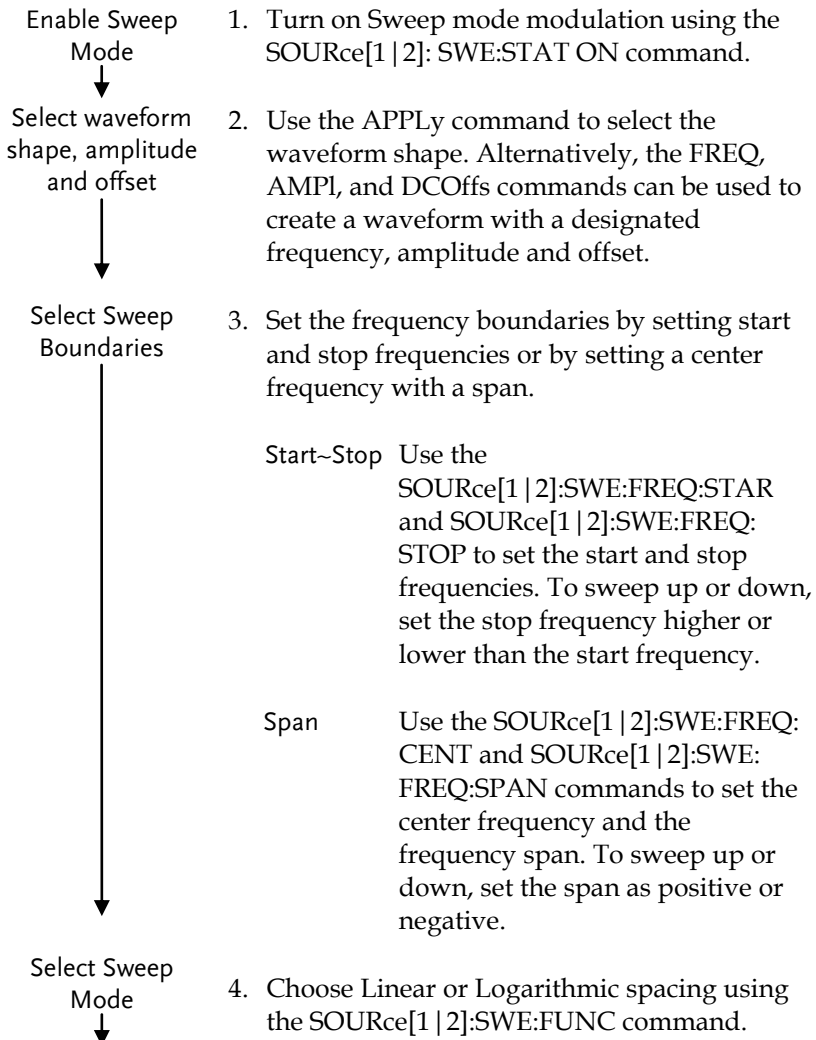 Enable Sweep
Mode
1. Turn on Sweep mode modulation using the
SOURce[1|2]: SWE:STAT ON command.
Select waveform
shape, amplitude
and offset
2. Use the APPLy command to select the
waveform shape. Alternatively, the FREQ,
AMPl, and DCOffs commands can be used to
create a waveform with a designated
frequency, amplitude and offset.
Select Sweep
Boundaries
3. Set the frequency boundaries by setting start
and stop frequencies or by setting a center
frequency with a span.
Start~Stop Use the
SOURce[1|2]:SWE:FREQ:STAR
and SOURce[1|2]:SWE:FREQ:
STOP to set the start and stop
frequencies. To sweep up or down,
set the stop frequency higher or
lower than the start frequency.
Span Use the SOURce[1|2]:SWE:FREQ:
CENT and SOURce[1|2]:SWE:
FREQ:SPAN commands to set the
center frequency and the
frequency span. To sweep up or
down, set the span as positive or
negative.
Select Sweep
Mode
4. Choose Linear or Logarithmic spacing using
the SOURce[1|2]:SWE:FUNC command.